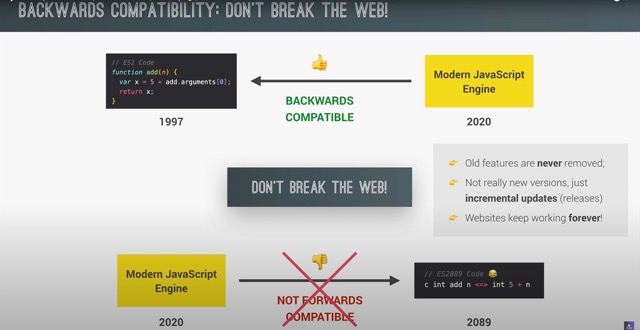 BACKWARDS COMPATIBILITY: DON'T BREAK THE WEB!
// ES1 Code
function add(n) {
var x = 5 + add.arguments[0];
return x;
}
1997
BACKWARDS
COMPATIBLE
Modern JavaScript
Engine
2020
DON'T BREAK THE WEB!
Old features are never removed;
Not really new versions, just
incremental updates (releases)
Websites keep working forever!
Modern JavaScript
Engine
2020
NOT FORWARDS
COMPATIBLE
// ES2089 Code 😂
c int add n <=> int 5 + n
2089